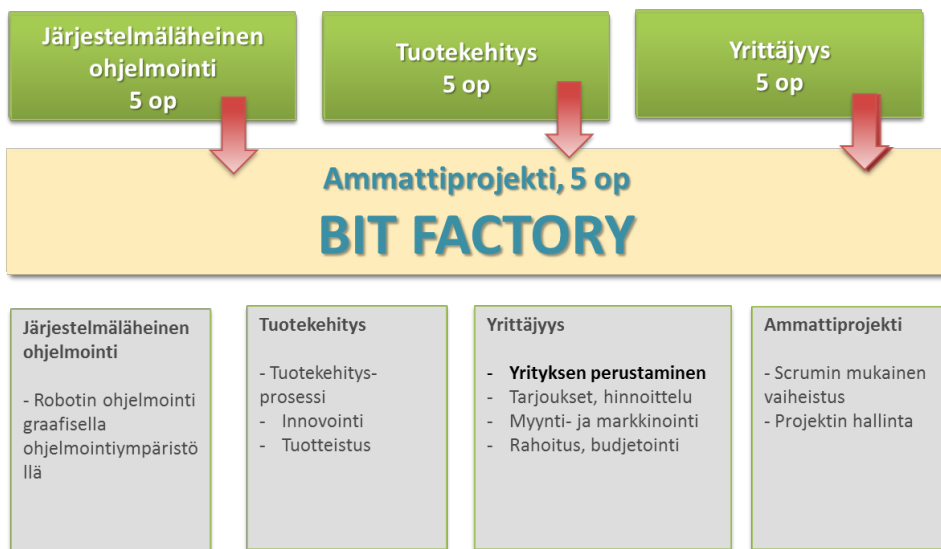 Järjestelmäläheinen
ohjelmointi
5 op
Tuotekehitys
5 op
Yrittäjyys
5 op
Ammattiprojekti, 5 op
BIT FACTORY
Järjestelmäläheinen
ohjelmointi
- Robotin ohjelmointi
graafisella
ohjelmointiympäristö
llä
Tuotekehitys
- Tuotekehitys-
prosessi
- Innovointi
- Tuotteistus
Yrittäjyys
- Yrityksen perustaminen
- Tarjoukset, hinnoittelu
- Myynti- ja markkinointi
- Rahoitus, budjetointi
Ammattiprojekti
- Scrumin mukainen
vaiheistus
- Projektin hallinta